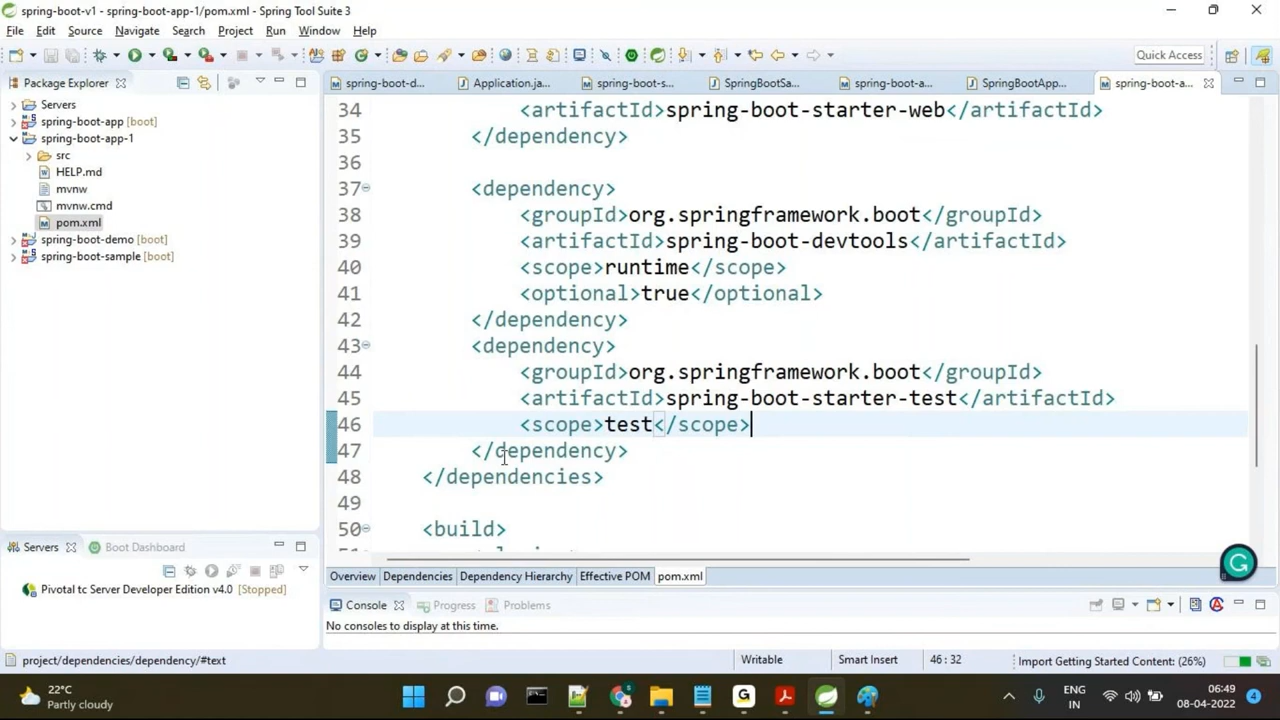 spring-boot-v1 - spring-boot-app-1/pom.xml - Spring Tool Suite 3
File Edit Source Navigate Search Project Run Window Help
Quick Access
Package Explorer
spring-boot-d...
Application.ja...
spring-boot-s...
SpringBootSa...
spring-boot-a...
SpringBootApp...
spring-boot-a...
Servers
spring-boot-app [boot]
spring-boot-app-1
src
HELP.md
mvnw
mvnw.cmd
pom.xml
spring-boot-demo [boot]
spring-boot-sample [boot]
34 <artifactId>spring-boot-starter-web</artifactId>
35 </dependency>
36
37 <dependency>
38 <groupId>org.springframework.boot</groupId>
39 <artifactId>spring-boot-devtools</artifactId>
40 <scope>runtime</scope>
41 <optional>true</optional>
42 </dependency>
43 <dependency>
44 <groupId>org.springframework.boot</groupId>
45 <artifactId>spring-boot-starter-test</artifactId>
46 <scope>test</scope>
47 </dependency>
48 </dependencies>
49
50 <build>
Overview Dependencies Dependency Hierarchy Effective POM pom.xml
Servers Boot Dashboard
Pivotal tc Server Developer Edition v4.0 [Stopped]
Console Progress Problems
No consoles to display at this time.
project/dependencies/dependency/#text
Writable
Smart Insert
46 : 32
Import Getting Started Content: (26%)
22°C
Partly cloudy
ENG
IN
06:49
08-04-2022
4